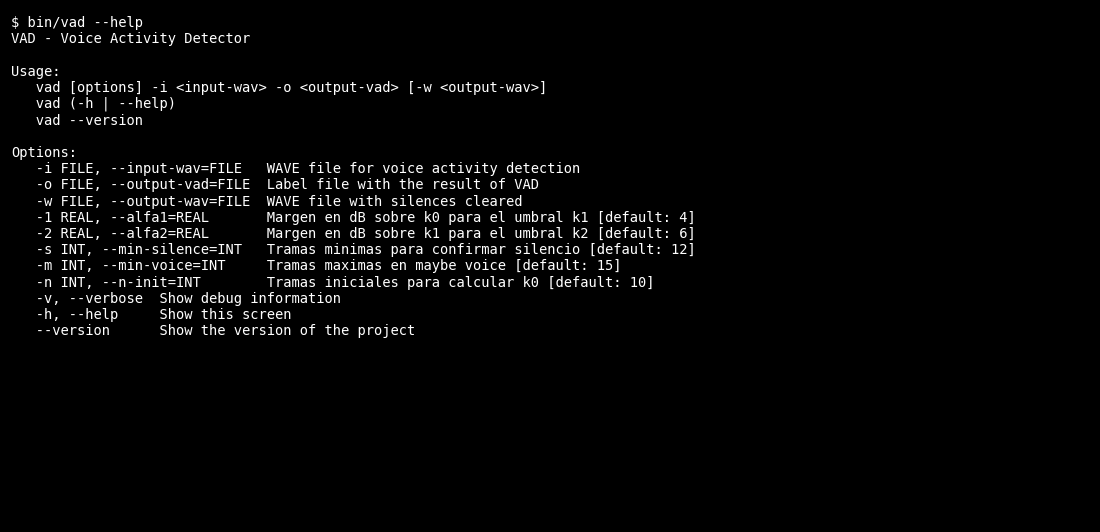 $ bin/vad --help
VAD - Voice Activity Detector

Usage:
   vad [options] -i <input-wav> -o <output-vad> [-w <output-wav>]
   vad (-h | --help)
   vad --version

Options:
   -i FILE, --input-wav=FILE   WAVE file for voice activity detection
   -o FILE, --output-vad=FILE  Label file with the result of VAD
   -w FILE, --output-wav=FILE  WAVE file with silences cleared
   -1 REAL, --alfa1=REAL       Margen en dB sobre k0 para el umbral k1 [default: 4]
   -2 REAL, --alfa2=REAL       Margen en dB sobre k1 para el umbral k2 [default: 6]
   -s INT, --min-silence=INT   Tramas minimas para confirmar silencio [default: 12]
   -m INT, --min-voice=INT     Tramas maximas en maybe voice [default: 15]
   -n INT, --n-init=INT        Tramas iniciales para calcular k0 [default: 10]
   -v, --verbose  Show debug information
   -h, --help     Show this screen
   --version      Show the version of the project